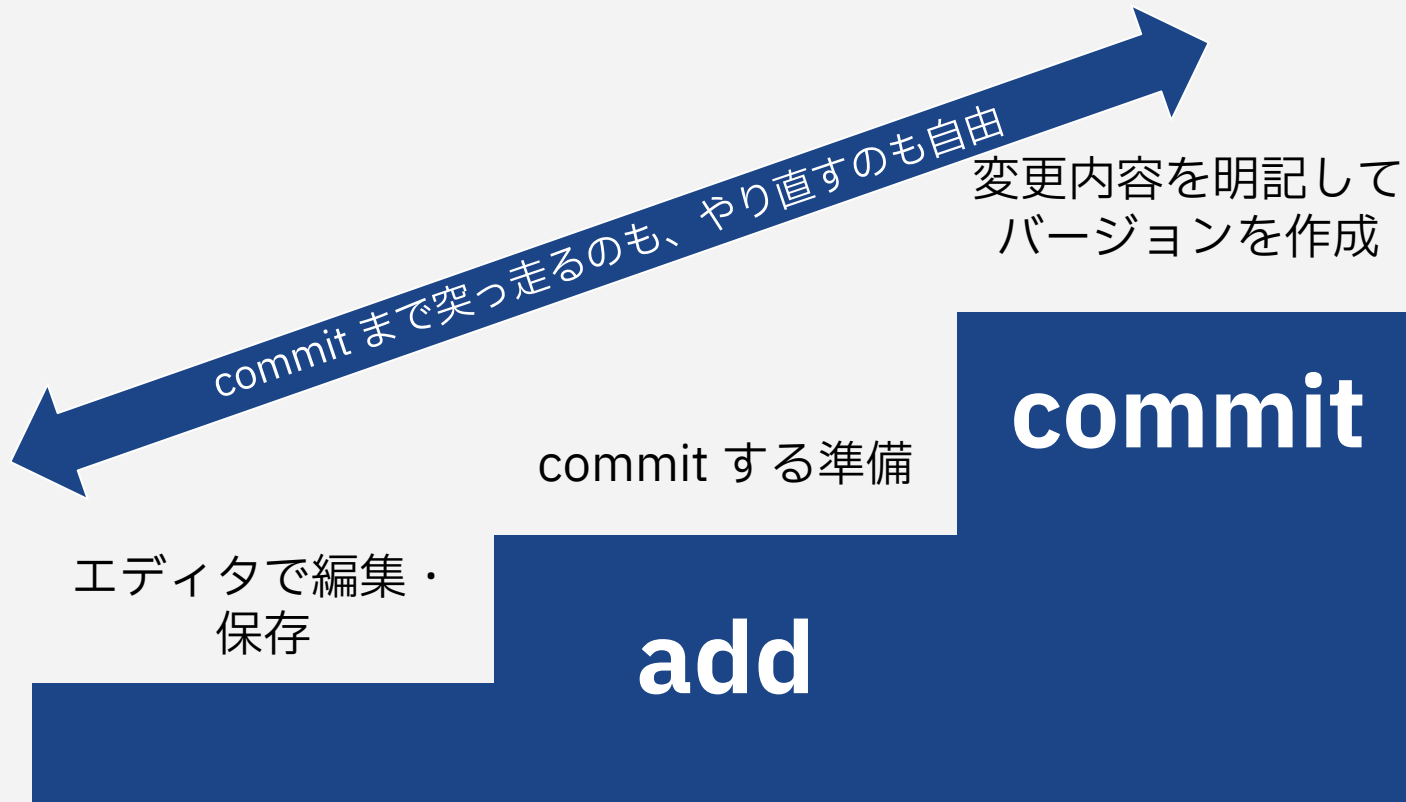 commit まで突っ走るのも、やり直すのも自由
変更内容を明記して
バージョンを作成
commit
commit する準備
エディタで編集・
保存
add